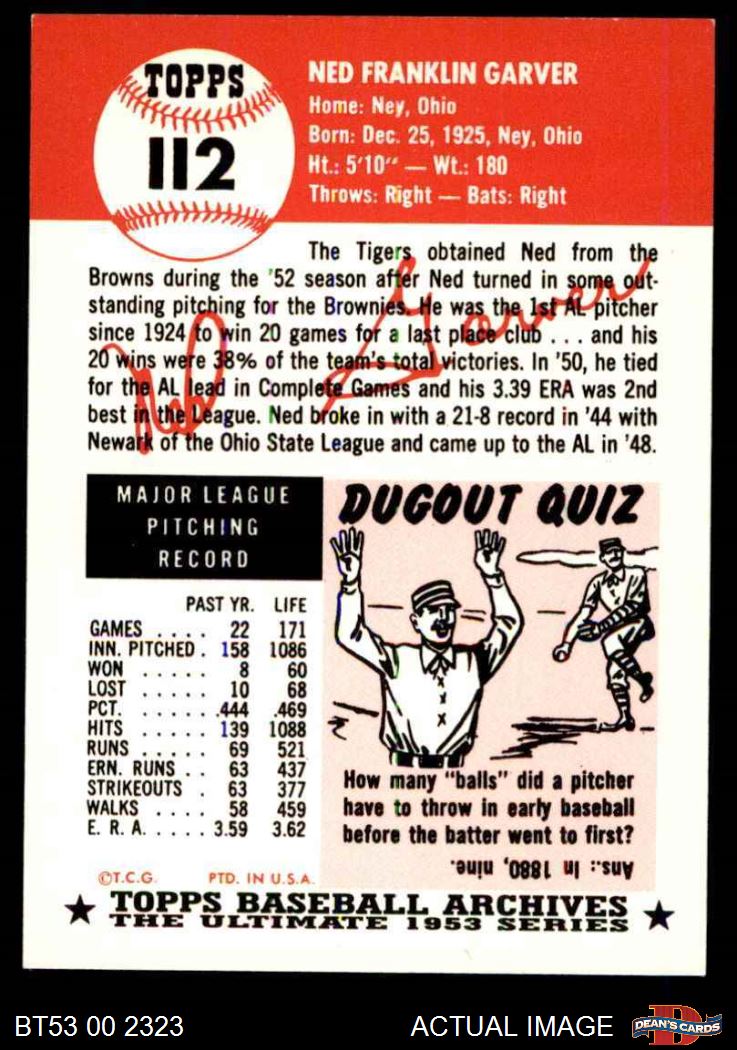 TOPPS
112
NED FRANKLIN GARVER
Home: Ney, Ohio
Born: Dec. 25, 1925, Ney, Ohio
Ht.: 5'10" — Wt.: 180
Throws: Right — Bats: Right
The Tigers obtained Ned from the
Browns during the '52 season after Ned turned in some out-
standing pitching for the Brownies. He was the 1st AL pitcher
since 1924 to win 20 games for a last place club . . . and his
20 wins were 38% of the team's total victories. In '50, he tied
for the AL lead in Complete Games and his 3.39 ERA was 2nd
best in the League. Ned broke in with a 21-8 record in '44 with
Newark of the Ohio State League and came up to the AL in '48.
Ned Garver
MAJOR LEAGUE
PITCHING
RECORD
PAST YR. LIFE
GAMES . . . . 22 171
INN. PITCHED . 158 1086
WON . . . . . . 8 60
LOST . . . . . . 10 68
PCT. . . . . . . .444 .469
HITS . . . . . . 139 1088
RUNS . . . . . 69 521
ERN. RUNS . . 63 437
STRIKEOUTS . 63 377
WALKS . . . . 58 459
E. R. A. . . . . . 3.59 3.62
DUGOUT QUIZ
How many "balls" did a pitcher
have to throw in early baseball
before the batter went to first?
Ans.: In 1880, nine.
©T.C.G. PTD. IN U.S.A.
TOPPS BASEBALL ARCHIVES
THE ULTIMATE 1953 SERIES
BT53 00 2323
ACTUAL IMAGE
DEAN'S CARDS